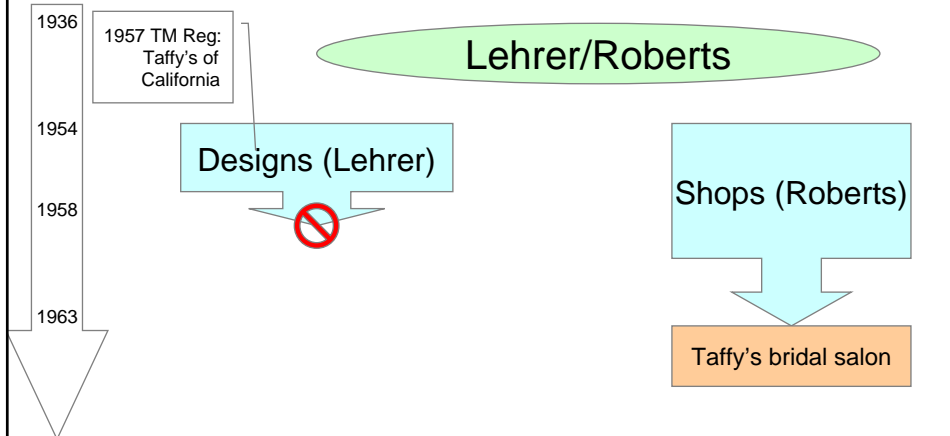 1936
1957 TM Reg:
Taffy's of
California
Lehrer/Roberts
1954
Designs (Lehrer)
Shops (Roberts)
1958
1963
Taffy's bridal salon